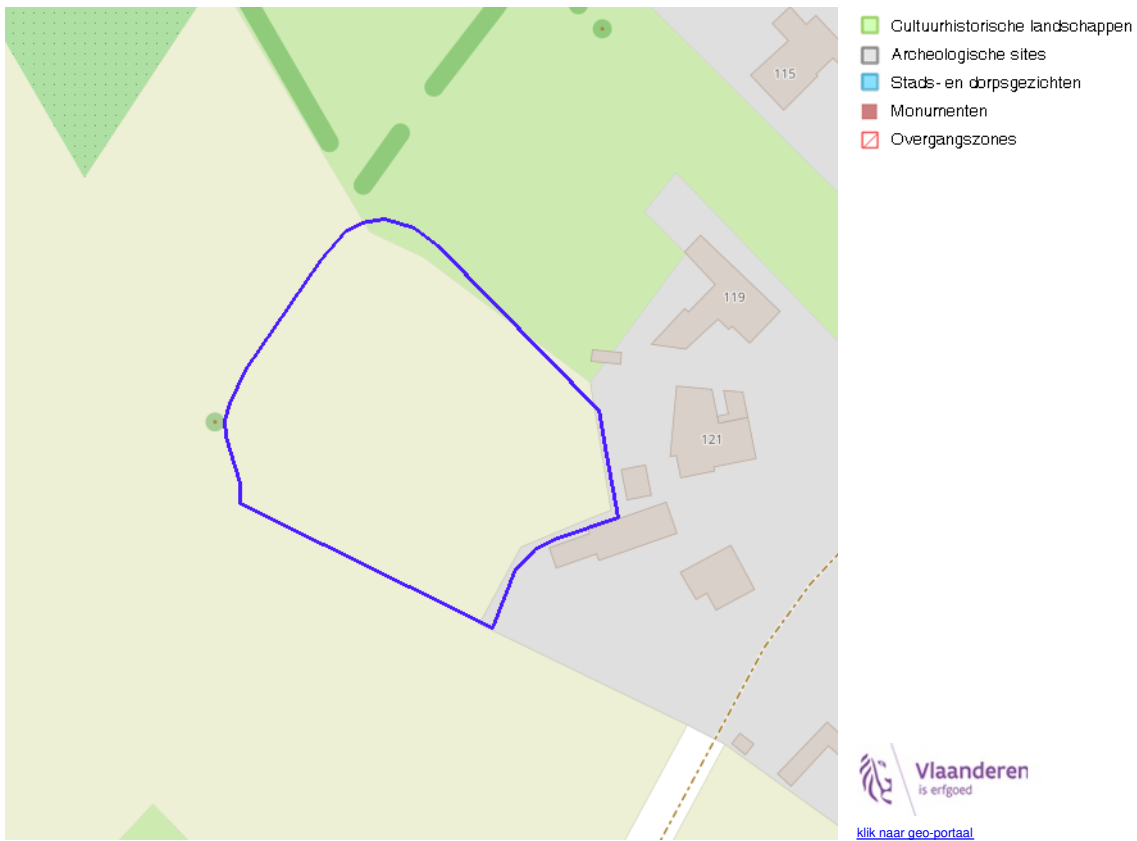 Cultuurhistorische landschappen
Archeologische sites
Stads- en dorpsgezichten
Monumenten
Overgangszones
115
119
121
Vlaanderen
is erfgoed
klik naar geo-portaal